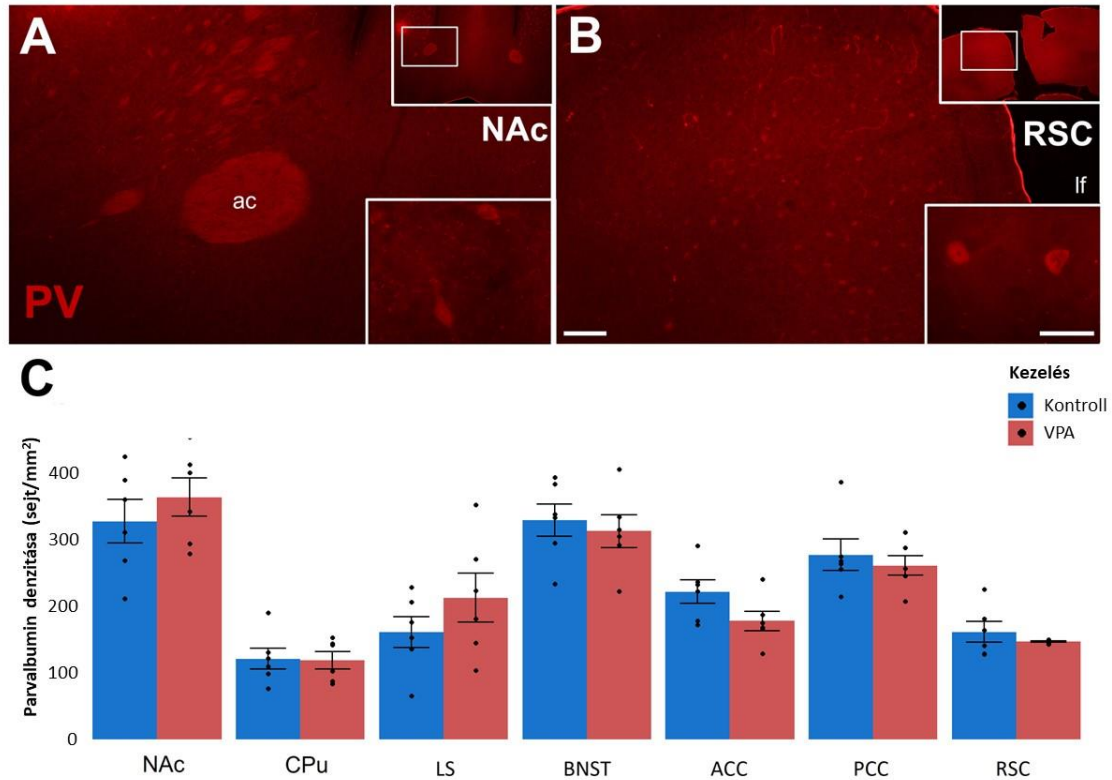 A
NAc
ac
PV
B
RSC
lf
C
Kezelés
Kontroll
VPA
Parvalbumin denzitása (sejt/mm²)
400
300
200
100
0
NAc CPu LS BNST ACC PCC RSC